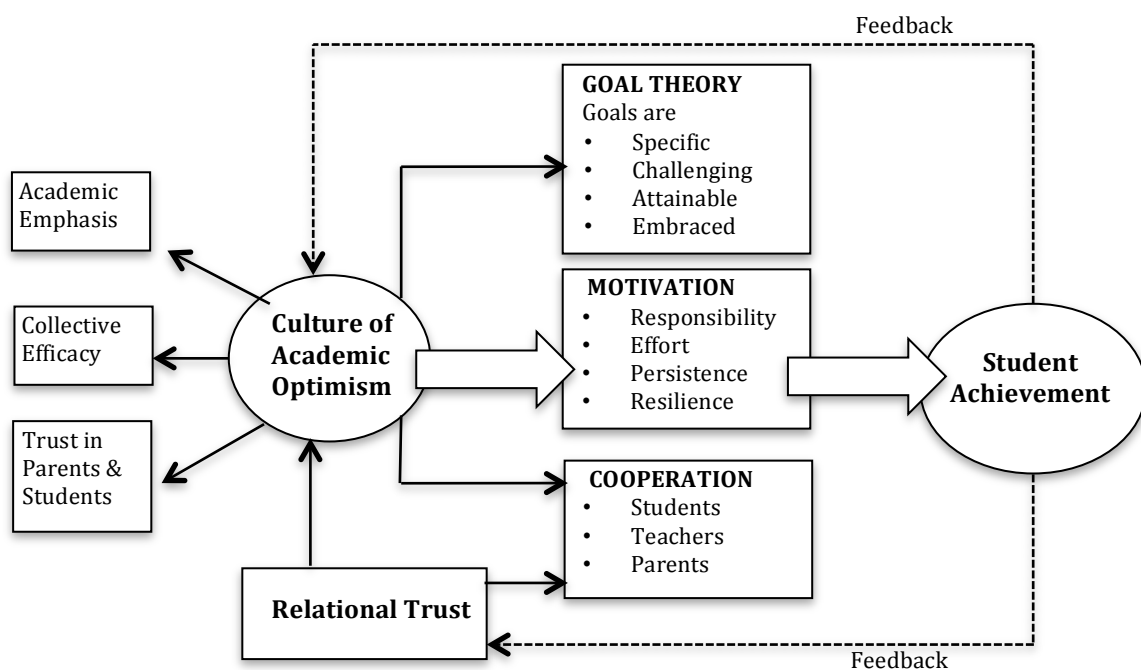 Feedback
GOAL THEORY
Goals are
• Specific
• Challenging
• Attainable
• Embraced
Academic
Emphasis
Collective
Efficacy
Trust in
Parents &
Students
Culture of
Academic
Optimism
MOTIVATION
• Responsibility
• Effort
• Persistence
• Resilience
Student
Achievement
COOPERATION
• Students
• Teachers
• Parents
Relational Trust
Feedback